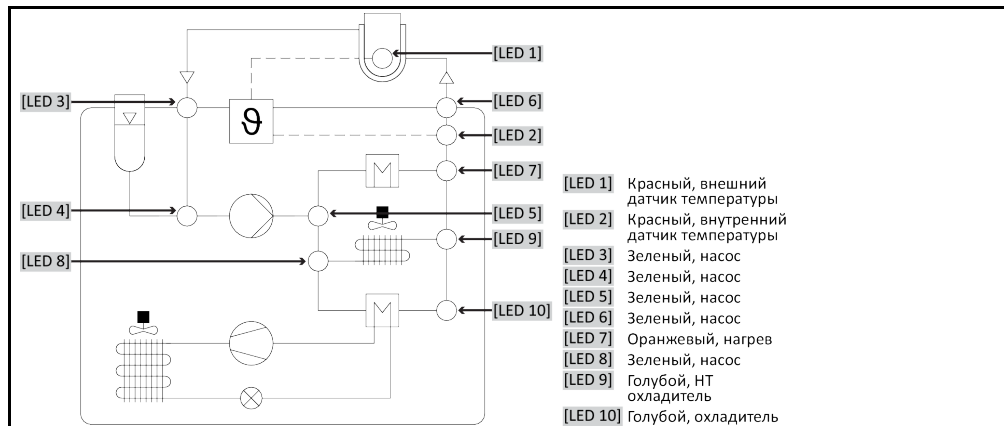 [LED 1]
[LED 3]
[LED 6]
ϑ
[LED 2]
[LED 7]
[LED 4]
[LED 5]
[LED 9]
[LED 8]
[LED 10]
[LED 1] Красный, внешний
датчик температуры
[LED 2] Красный, внутренний
датчик температуры
[LED 3] Зеленый, насос
[LED 4] Зеленый, насос
[LED 5] Зеленый, насос
[LED 6] Зеленый, насос
[LED 7] Оранжевый, нагрев
[LED 8] Зеленый, насос
[LED 9] Голубой, НТ
охладитель
[LED 10] Голубой, охладитель